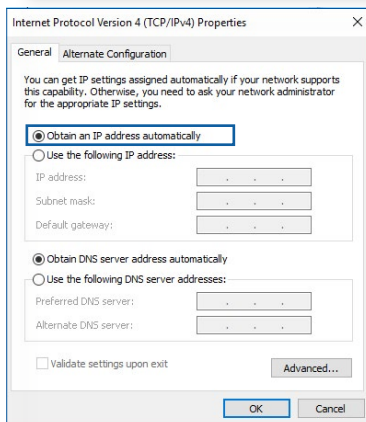 Internet Protocol Version 4 (TCP/IPv4) Properties
General
Alternate Configuration
You can get IP settings assigned automatically if your network supports
this capability. Otherwise, you need to ask your network administrator
for the appropriate IP settings.
Obtain an IP address automatically
Use the following IP address:
IP address:
Subnet mask:
Default gateway:
Obtain DNS server address automatically
Use the following DNS server addresses:
Preferred DNS server:
Alternate DNS server:
Validate settings upon exit
Advanced...
OK
Cancel